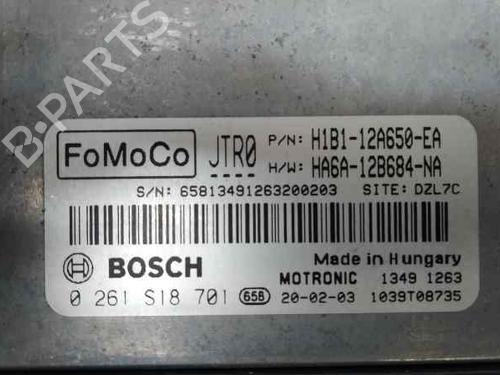 B-PARTS
FoMoCo JTR0 P/N: H1B1-12A650-EA
H/W: HA6A-12B684-NA
S/N: 65813491263200203 SITE: DZL7C
BOSCH Made in Hungary
MOTRONIC 1349 1263
0 261 S18 701 658 20-02-03 1039T08735